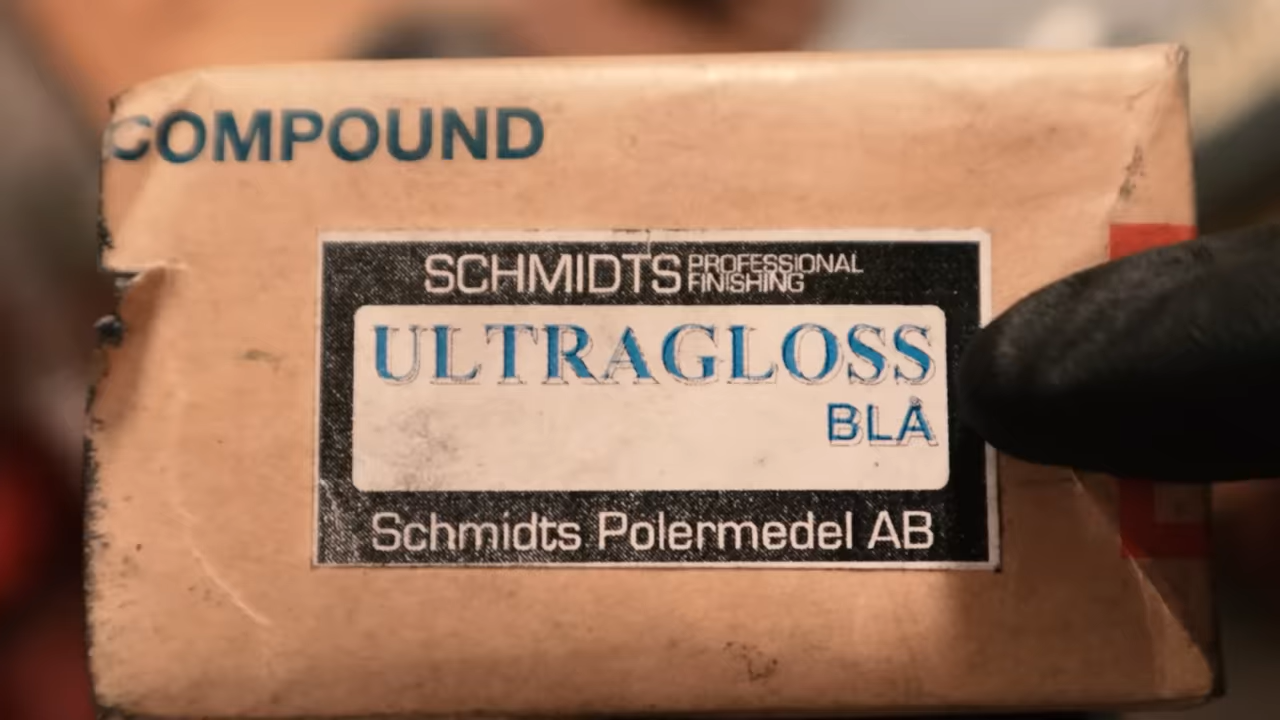 COMPOUND
SCHMIDTS PROFESSIONAL FINISHING
ULTRAGLOSS
BLÅ
Schmidts Polermedel AB